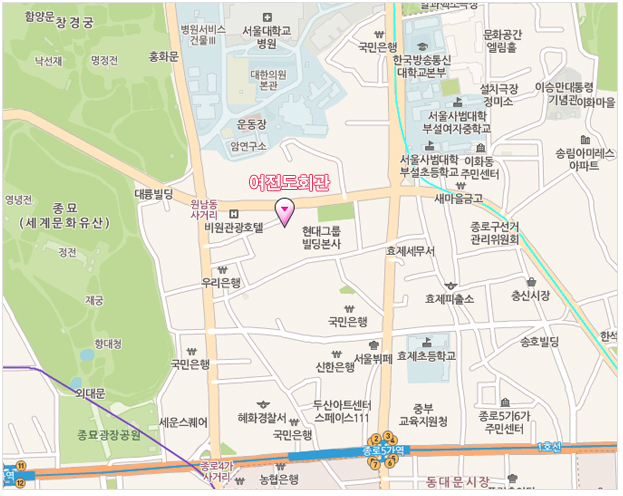 함양문
창경궁
낙선재
명정전
홍화문
병원서비스
건물Ⅲ
서울대학교
병원
대한의원
본관
운동장
암연구소
국민은행
한국방송통신
대학교본부
문화공간
엘림홀
설치극장
정미소
이승만대통령
기념관
이화마을
서울사범대학
부설여자중학교
서울사범대학
부설초등학교
이화동
주민센터
송림아미레스
아파트
새마을금고
여전도회관
대륭빌딩
원남동
사거리
비원관광호텔
현대그룹
빌딩본사
효제세무서
종로구선거
관리위원회
영녕전
종묘
(세계문화유산)
정전
재궁
향대청
외대문
종묘광장공원
우리은행
국민은행
효제피출소
충신시장
국민은행
신한은행
서울뷔페
효제초등학교
송호빌딩
한석
세운스퀘어
혜화경찰서
국민은행
두산아트센터
스페이스111
중부
교육지원청
종로5가6가
주민센터
종로4가
사거리
농협은행
종로5가역
1호선
동대문시장
역
11
12
2
3
4
7
6